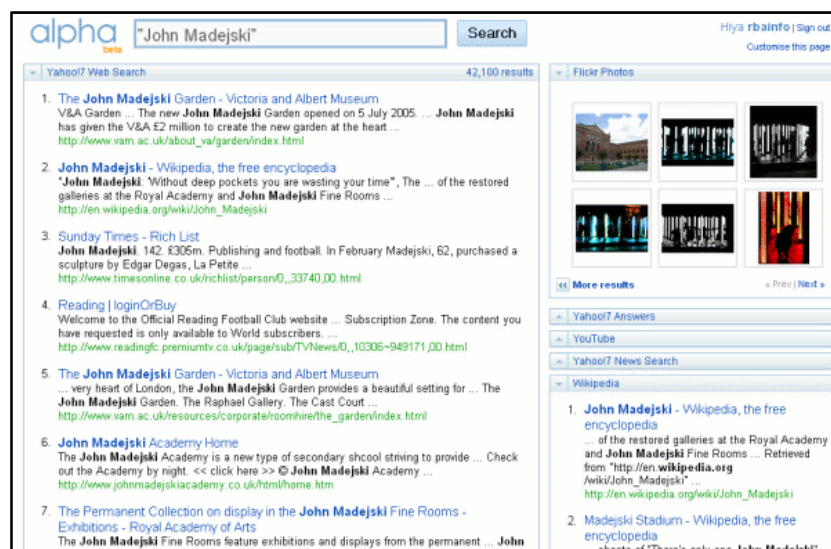 alpha
beta
"John Madejski"
Search
Hiya rbainfo | Sign out
Customise this page
Yahoo!7 Web Search 42,100 results
1. The John Madejski Garden - Victoria and Albert Museum
V&A Garden ... The new John Madejski Garden opened on 5 July 2005. ... John Madejski
has given the V&A £2 million to create the new garden at the heart ...
http://www.vam.ac.uk/about_va/garden/index.html
2. John Madejski - Wikipedia, the free encyclopedia
"John Madejski: 'Without deep pockets you are wasting your time'", The ... of the restored
galleries at the Royal Academy and John Madejski Fine Rooms ...
http://en.wikipedia.org/wiki/John_Madejski
3. Sunday Times - Rich List
John Madejski. 142. £305m. Publishing and football. In February Madejski, 62, purchased a
sculpture by Edgar Degas, La Petite ...
http://www.timesonline.co.uk/richlist/person/0,,33740,00.html
4. Reading | loginOrBuy
Welcome to the Official Reading Football Club website ... Subscription Zone. The content you
have requested is only available to World subscribers. ...
http://www.readingfc.premiumtv.co.uk/page/sub/TVNews/0,,10306~949171,00.html
5. The John Madejski Garden - Victoria and Albert Museum
... very heart of London, the John Madejski Garden provides a beautiful setting for ... The
John Madejski Garden. The Raphael Gallery. The Cast Court ...
http://www.vam.ac.uk/resources/corporate/roomhire/the_garden/index.html
6. John Madejski Academy Home
The John Madejski Academy is a new type of secondary shcool striving to provide ... Check
out the Academy by night. << click here >> © John Madejski Academy ...
http://www.johnmadejskiacademy.co.uk/html/home.htm
7. The Permanent Collection on display in the John Madejski Fine Rooms -
Exhibitions - Royal Academy of Arts
The John Madejski Fine Rooms feature exhibitions and displays from the permanent ... John
Flickr Photos
More results « Prev | Next »
Yahoo!7 Answers
YouTube
Yahoo!7 News Search
Wikipedia
1. John Madejski - Wikipedia, the free
encyclopedia
... of the restored galleries at the Royal Academy
and John Madejski Fine Rooms ... Retrieved
from "http://en.wikipedia.org
/wiki/John_Madejski" ...
http://en.wikipedia.org/wiki/John_Madejski
2. Madejski Stadium - Wikipedia, the free
encyclopedia
... chants of "There's only one John Madejski"